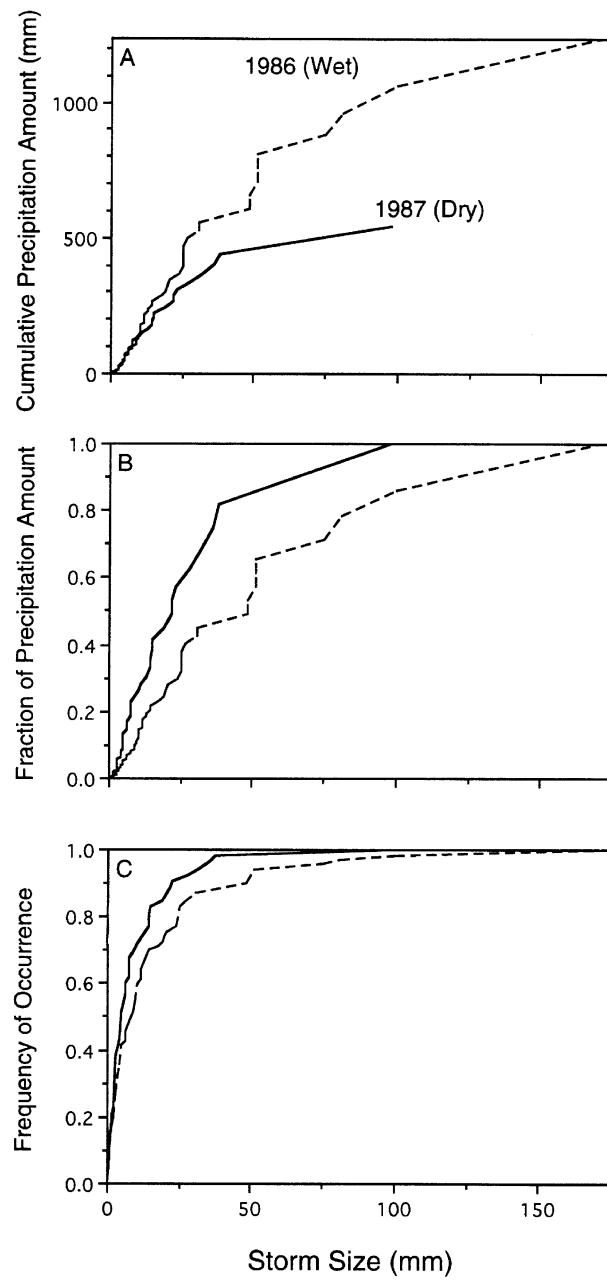 Cumulative Precipitation Amount (mm)
A
1986 (Wet)
1987 (Dry)
1000
500
0
Fraction of Precipitation Amount
B
1.0
0.8
0.6
0.4
0.2
0.0
Frequency of Occurrence
C
1.0
0.8
0.6
0.4
0.2
0.0
0 50 100 150
Storm Size (mm)